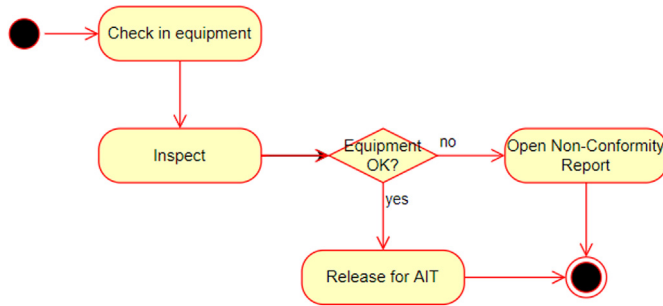 Check in equipment
Inspect
Equipment
OK?
no
Open Non-Conformity
Report
yes
Release for AIT